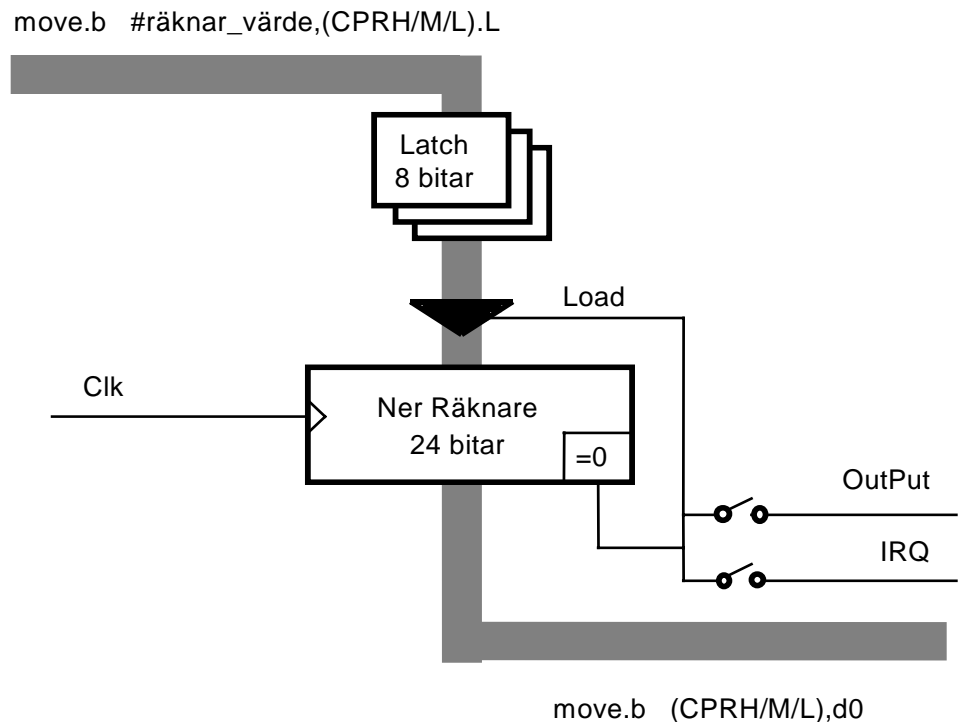 move.b #räknar_värde,(CPRH/M/L).L
Latch
8 bitar
Load
Clk
Ner Räknare
24 bitar
=0
OutPut
IRQ
move.b (CPRH/M/L),d0